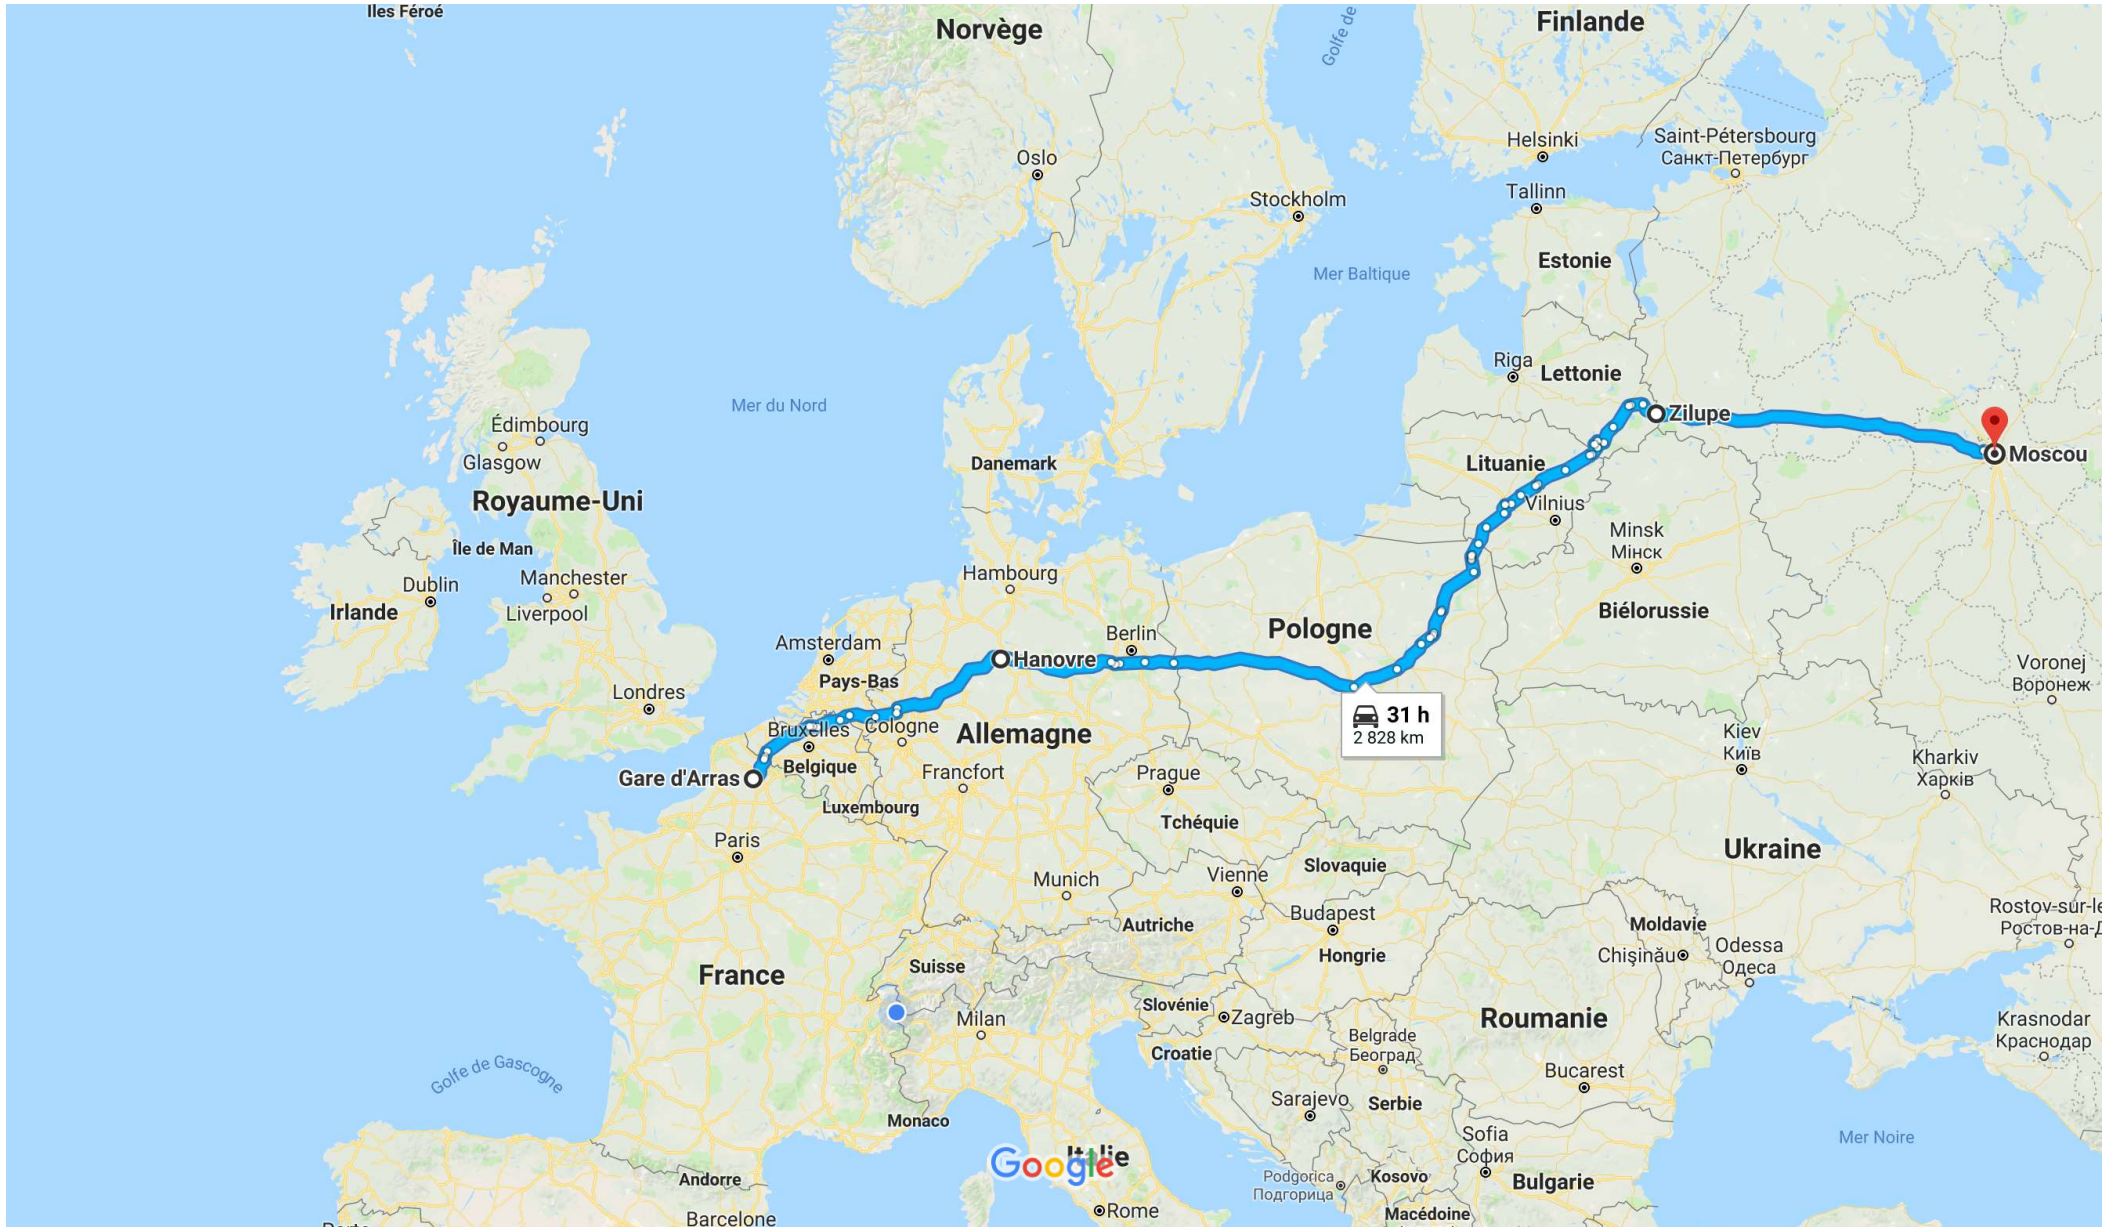 Iles Féroé
Norvège
Golfe de
Finlande
Helsinki
Saint-Pétersbourg
Санкт-Петербург
Oslo
Stockholm
Tallinn
Estonie
Mer Baltique
Riga
Lettonie
Mer du Nord
Zilupe
Moscou
Édimbourg
Glasgow
Danemark
Lituanie
Royaume-Uni
Vilnius
Minsk
Мінск
Île de Man
Dublin
Manchester
Liverpool
Irlande
Hambourg
Biélorussie
Amsterdam
Berlin
Pologne
Hanovre
Pays-Bas
Voronej
Воронеж
Londres
31 h
2 828 km
Bruxelles
Cologne
Allemagne
Kiev
Київ
Gare d'Arras
Belgique
Francfort
Prague
Kharkiv
Харків
Luxembourg
Tchéquie
Paris
Ukraine
Slovaquie
Munich
Vienne
Budapest
Autriche
Moldavie
Rostov-sur-le
Ростов-на-Д
Hongrie
Chișinău
Odessa
Одеса
France
Suisse
Slovénie
Milan
Zagreb
Roumanie
Krasnodar
Краснодар
Belgrade
Београд
Croatie
Golfe de Gascogne
Bucarest
Sarajevo
Serbie
Monaco
Mer Noire
Sofia
София
Italie
Google
Andorre
Podgorica
Подгорица
Kosovo
Bulgarie
Barcelone
Rome
Macédoine